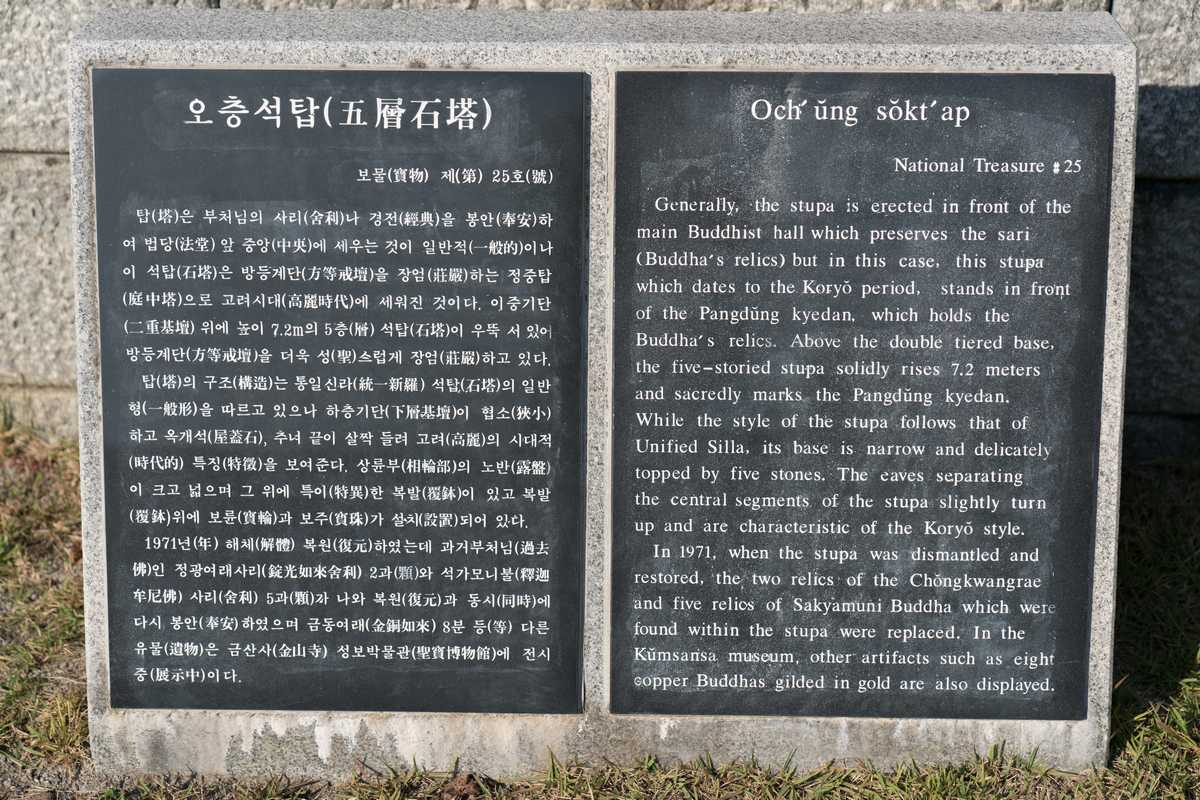 오층석탑(五層石塔)
보물(寶物) 제(第) 25호(號)
탑(塔)은 부처님의 사리(舍利)나 경전(經典)을 봉안(奉安)하
여 법당(法堂) 앞 중앙(中央)에 세우는 것이 일반적(一般的)이나
이 석탑(石塔)은 방등계단(方等戒壇)을 장엄(莊嚴)하는 정중탑
(庭中塔)으로 고려시대(高麗時代)에 세워진 것이다. 이중기단
(二重基壇) 위에 높이 7.2m의 5층(層) 석탑(石塔)이 우뚝 서 있어
방등계단(方等戒壇)을 더욱 성(聖)스럽게 장엄(莊嚴)하고 있다.
탑(塔)의 구조(構造)는 통일신라(統一新羅) 석탑(石塔)의 일반
형(一般形)을 따르고 있으나 하층기단(下層基壇)이 협소(狹小)
하고 옥개석(屋蓋石), 추녀 끝이 살짝 들려 고려(高麗)의 시대적
(時代的) 특징(特徵)을 보여준다. 상륜부(相輪部)의 노반(露盤)
이 크고 넓으며 그 위에 특이(特異)한 복발(覆鉢)이 있고 복발
(覆鉢)위에 보륜(寶輪)과 보주(寶珠)가 설치(設置)되어 있다.
1971년(年) 해체(解體) 복원(復元)하였는데 과거부처님(過去
佛)인 정광여래사리(錠光如來舍利) 2과(顆)와 석가모니불(釋迦
牟尼佛) 사리(舍利) 5과(顆)가 나와 복원(復元)과 동시(同時)에
다시 봉안(奉安)하였으며 금동여래(金銅如來) 8분 등(等) 다른
유물(遺物)은 금산사(金山寺) 성보박물관(聖寶博物館)에 전시
중(展示中)이다.
Och´ŭng sŏkt´ap
National Treasure #25
Generally, the stupa is erected in front of the
main Buddhist hall which preserves the sari
(Buddha´s relics) but in this case, this stupa
which dates to the Koryŏ period, stands in front
of the Pangdŭng kyedan, which holds the
Buddha´s relics. Above the double tiered base,
the five-storied stupa solidly rises 7.2 meters
and sacredly marks the Pangdŭng kyedan.
While the style of the stupa follows that of
Unified Silla, its base is narrow and delicately
topped by five stones. The eaves separating
the central segments of the stupa slightly turn
up and are characteristic of the Koryŏ style.
In 1971, when the stupa was dismantled and
restored, the two relics of the Chŏngkwangrae
and five relics of Sakyamuni Buddha which were
found within the stupa were replaced. In the
Kŭmsansa museum, other artifacts such as eight
copper Buddhas gilded in gold are also displayed.